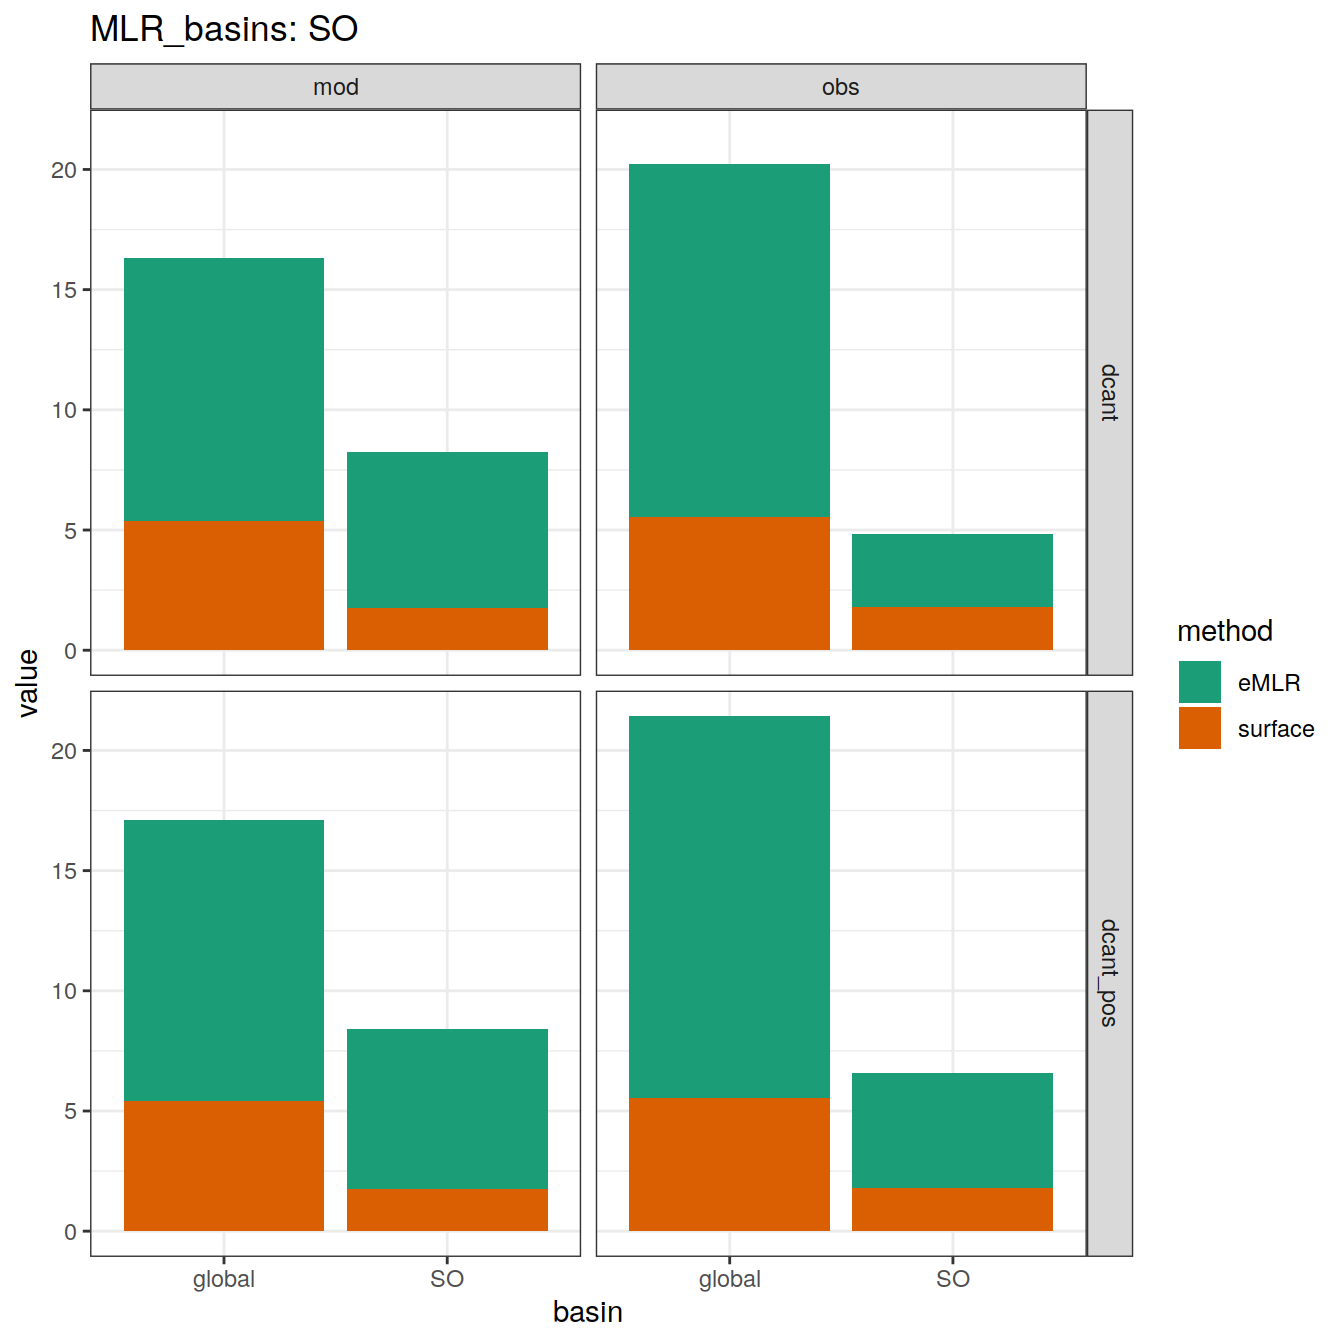 MLR_basins: SO
mod
obs
20
15
10
5
0
dcant
20
15
10
5
0
dcant_pos
value
global
SO
global
SO
basin
method
eMLR
surface